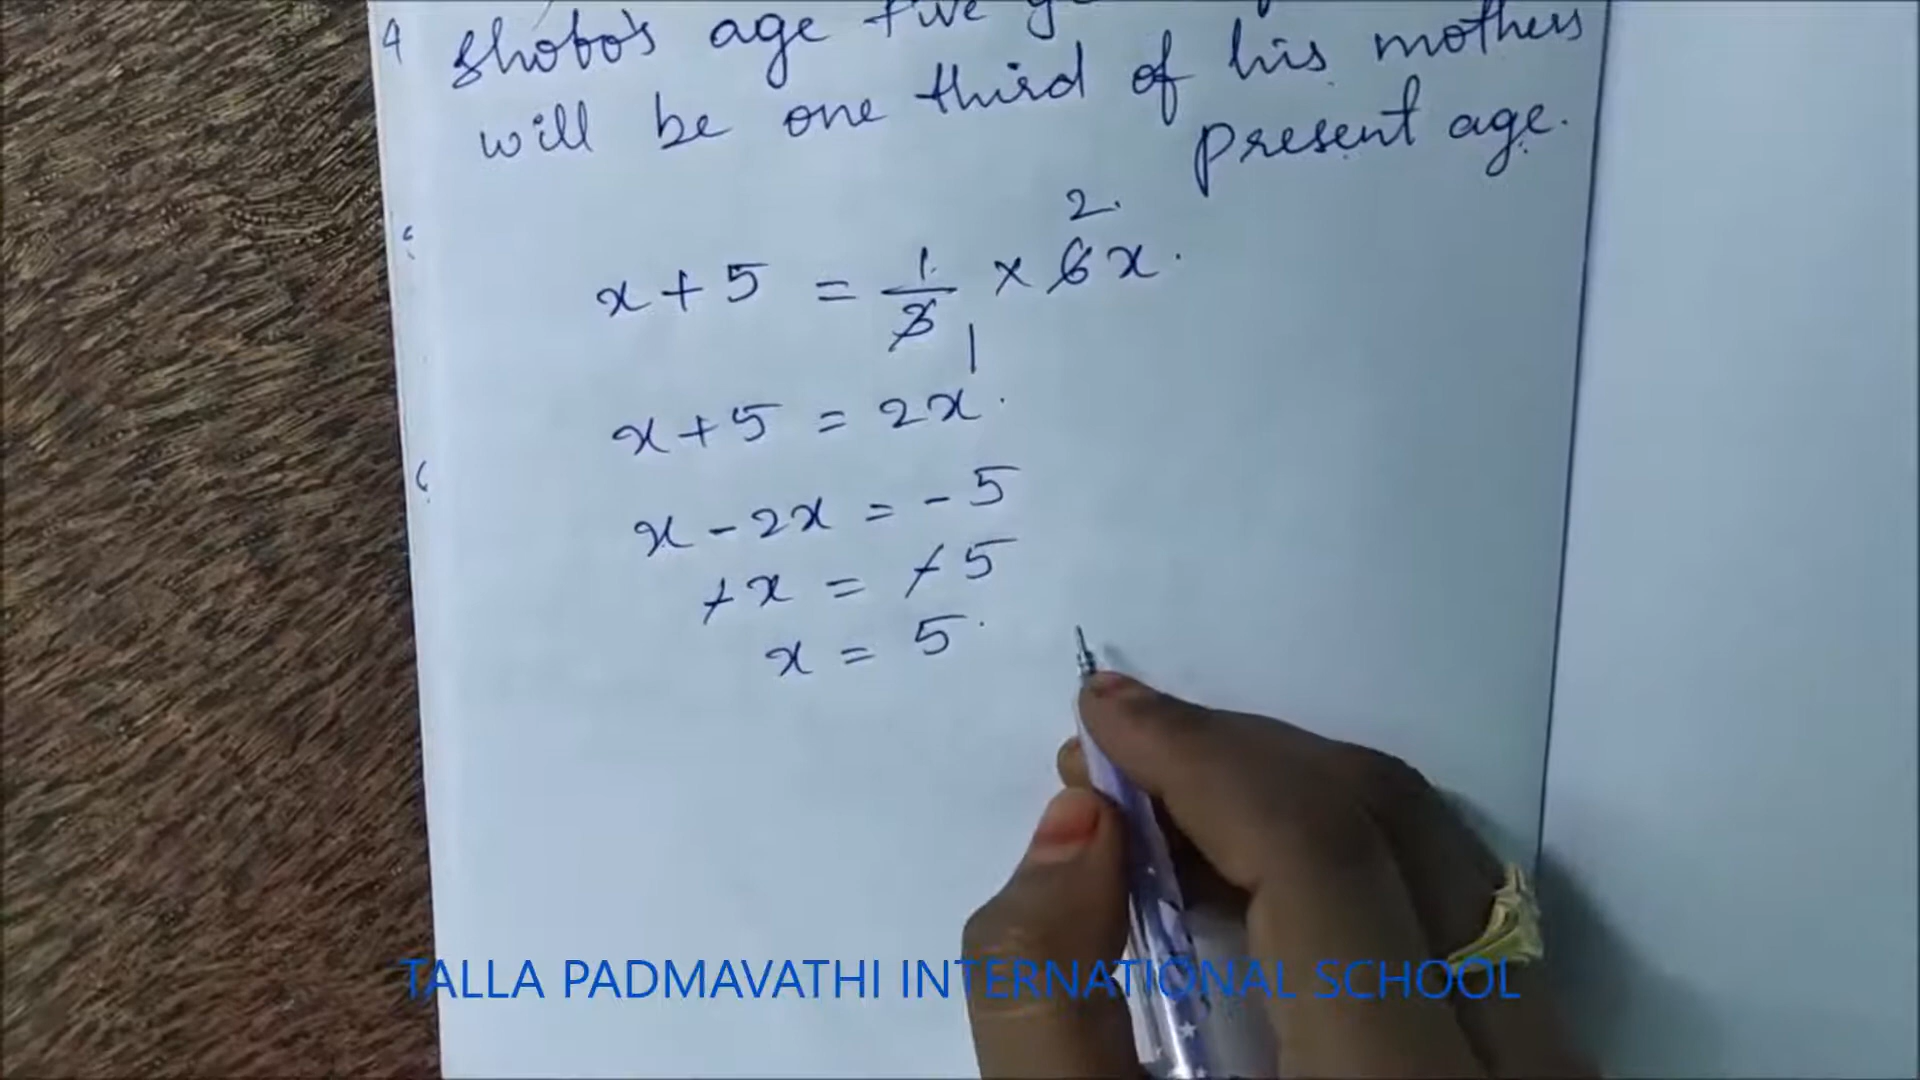 Shobo's age five
will be one third of his mothers
present age.
2.
x + 5 = 1/3 × 6x.
1
x + 5 = 2x.
x - 2x = - 5
- x = - 5
x = 5.
TALLA PADMAVATHI INTERNATIONAL SCHOOL